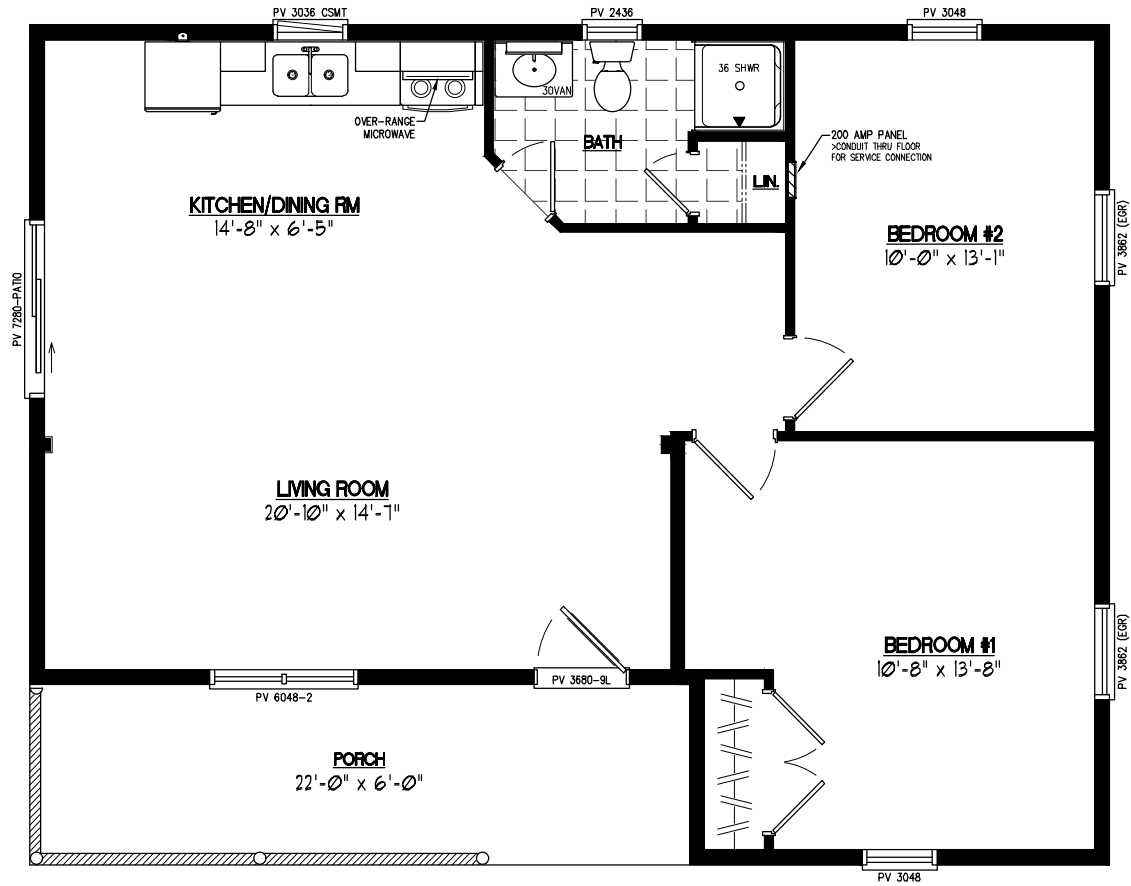 PV 3036 CSMT
PV 2436
PV 3048
36 SHWR
30VAN
OVER-RANGE
MICROWAVE
BATH
200 AMP PANEL
>CONDUIT THRU FLOOR
FOR SERVICE CONNECTION
LIN.
KITCHEN/DINING RM
14'-8" x 6'-5"
BEDROOM #2
10'-0" x 13'-1"
PV 3862 (EGR)
PV 7280-PATIO
LIVING ROOM
20'-10" x 14'-7"
BEDROOM #1
10'-8" x 13'-8"
PV 3862 (EGR)
PV 6048-2
PV 3680-9L
PORCH
22'-0" x 6'-0"
PV 3048